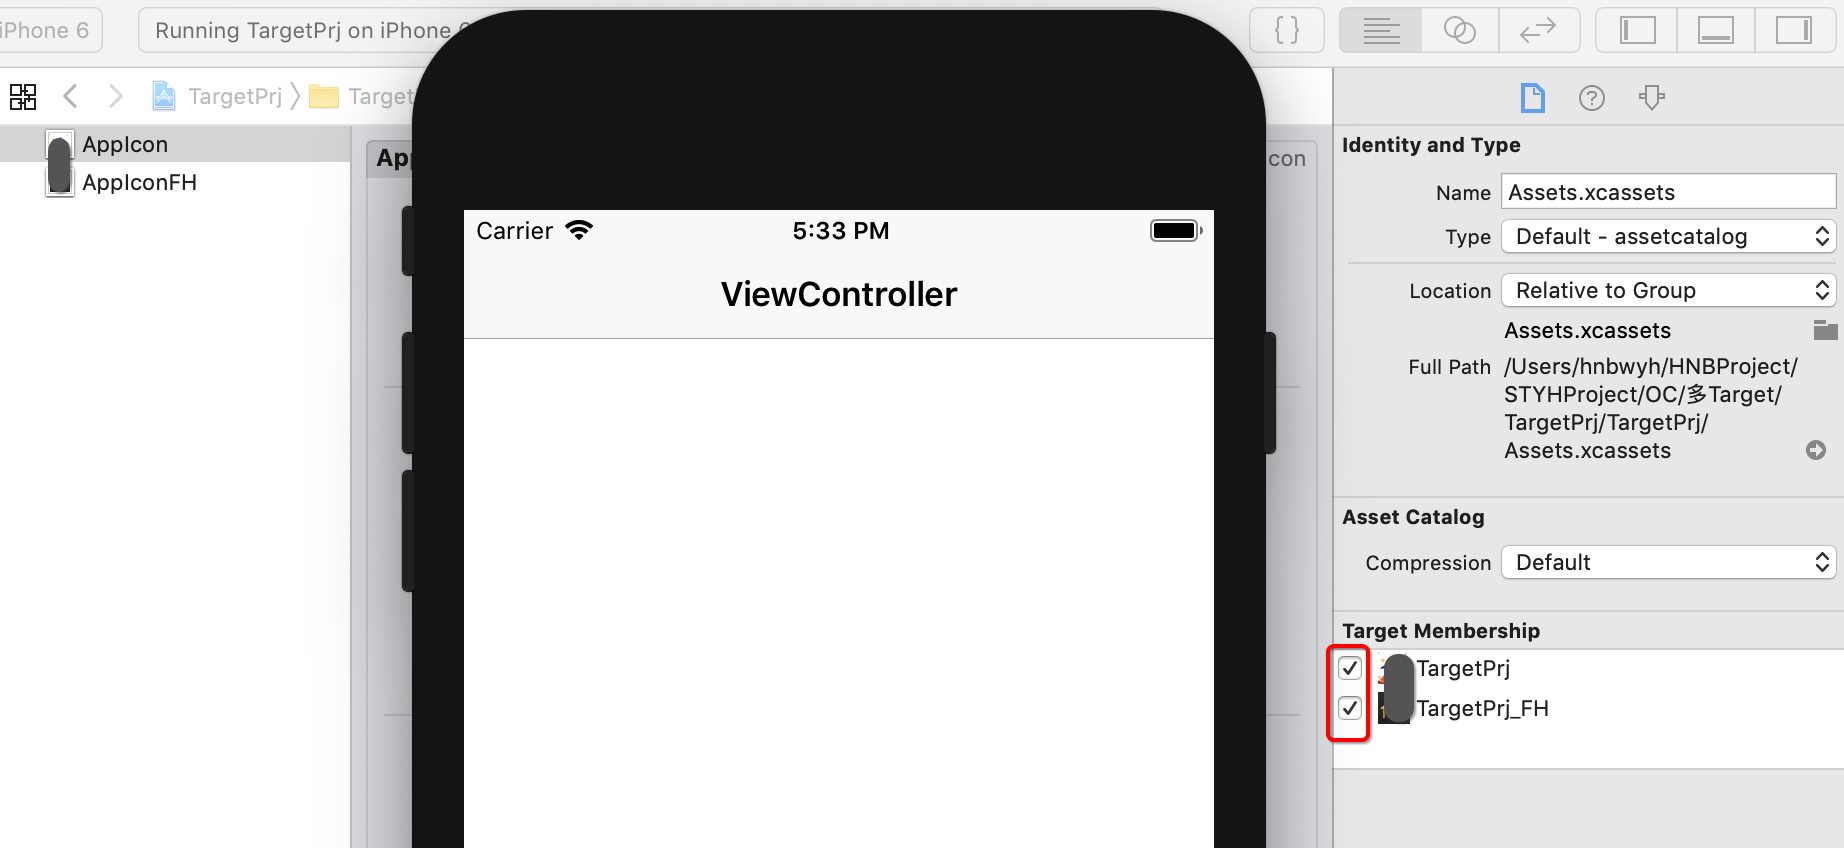 iPhone 6
Running TargetPrj on iPhone
{ }
TargetPrj
Target
AppIcon
AppIconFH
App
con
Carrier
5:33 PM
ViewController
Identity and Type
Name
Assets.xcassets
Type
Default - assetcatalog
Location
Relative to Group
Assets.xcassets
Full Path
/Users/hnbwyh/HNBProject/
STYHProject/OC/多Target/
TargetPrj/TargetPrj/
Assets.xcassets
Asset Catalog
Compression
Default
Target Membership
TargetPrj
TargetPrj_FH